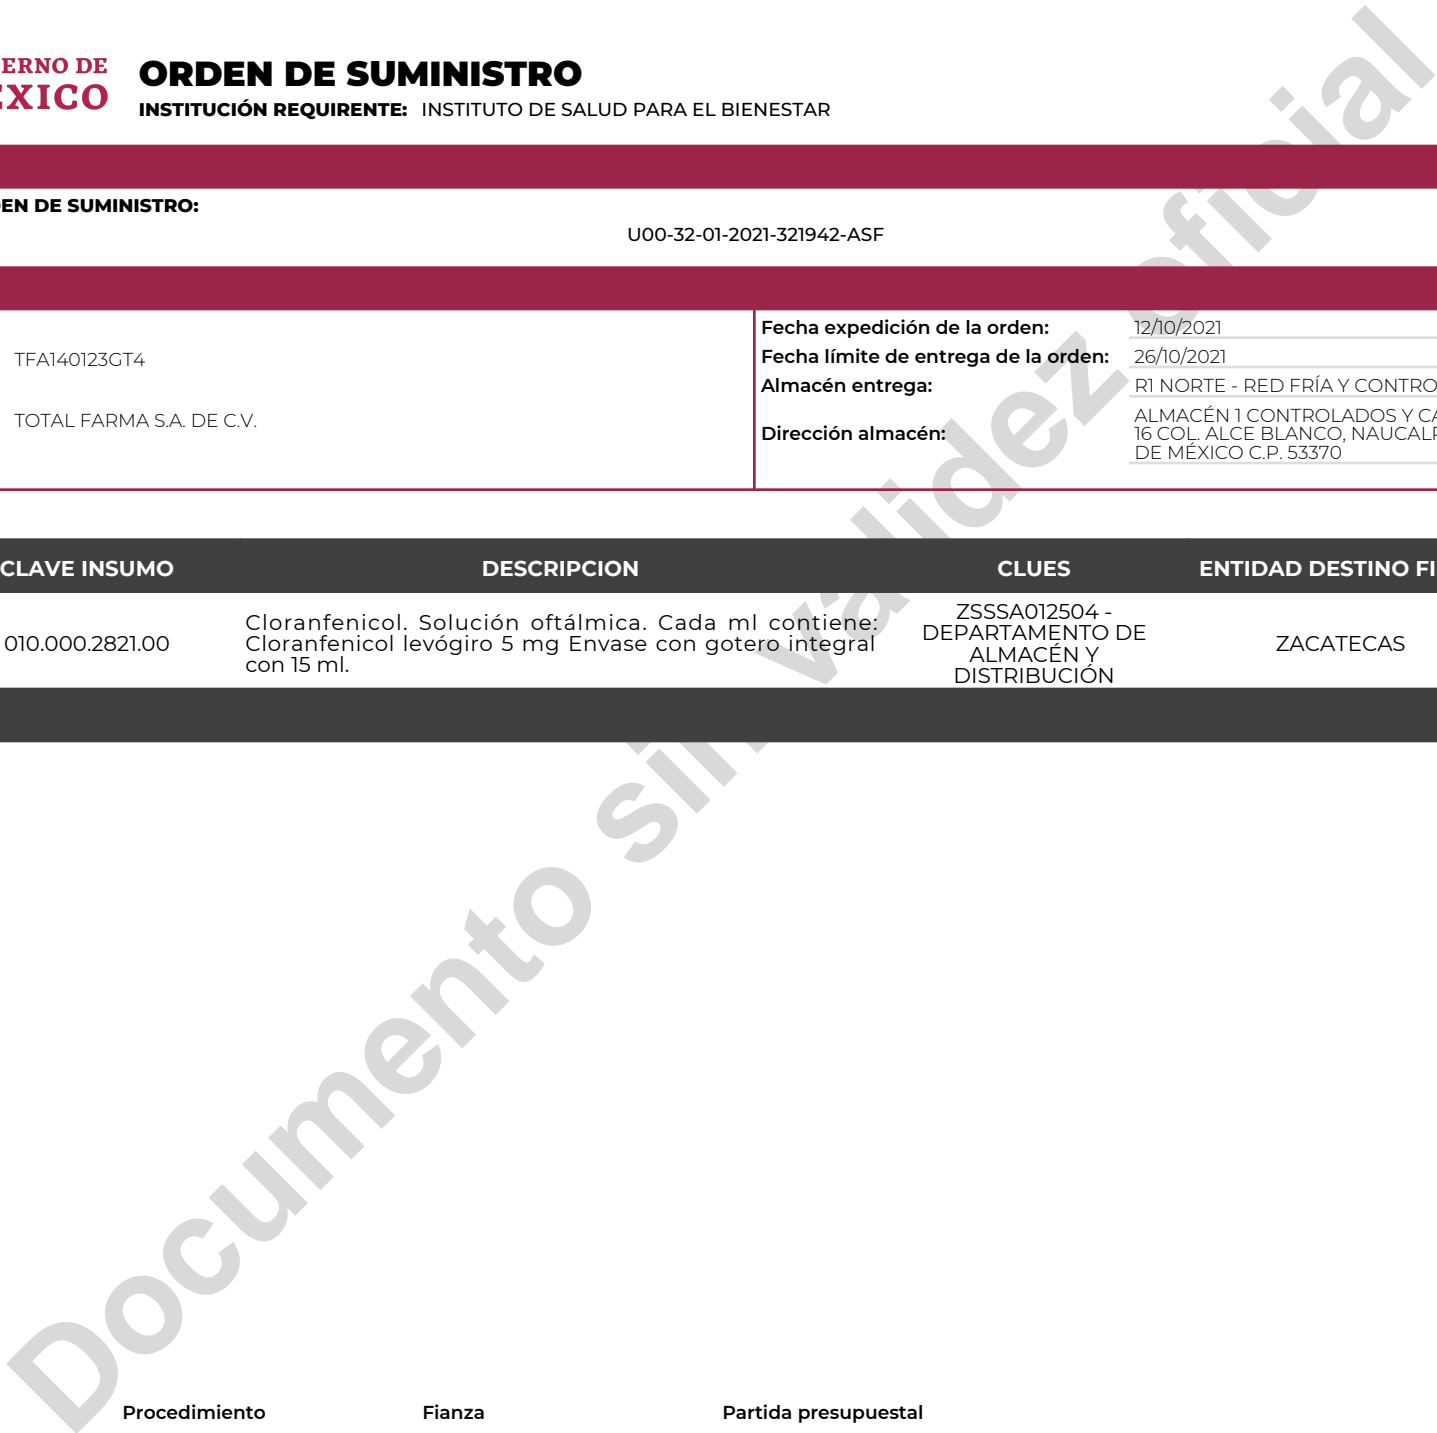 ERNO DE
ÉXICO
ORDEN DE SUMINISTRO
INSTITUCIÓN REQUIRENTE: INSTITUTO DE SALUD PARA EL BIENESTAR
EN DE SUMINISTRO:
U00-32-01-2021-321942-ASF
TFA140123GT4
TOTAL FARMA S.A. DE C.V.
Fecha expedición de la orden: 12/10/2021
Fecha límite de entrega de la orden: 26/10/2021
Almacén entrega: R1 NORTE - RED FRÍA Y CONTRO
Dirección almacén: ALMACÉN 1 CONTROLADOS Y CA
16 COL. ALCE BLANCO, NAUCALP
DE MÉXICO C.P. 53370
CLAVE INSUMO DESCRIPCION CLUES ENTIDAD DESTINO FI
010.000.2821.00
Cloranfenicol. Solución oftálmica. Cada ml contiene:
Cloranfenicol levógiro 5 mg Envase con gotero integral
con 15 ml.
ZSSSA012504 -
DEPARTAMENTO DE
ALMACÉN Y
DISTRIBUCIÓN
ZACATECAS
Documento sin validez oficial
Procedimiento Fianza Partida presupuestal